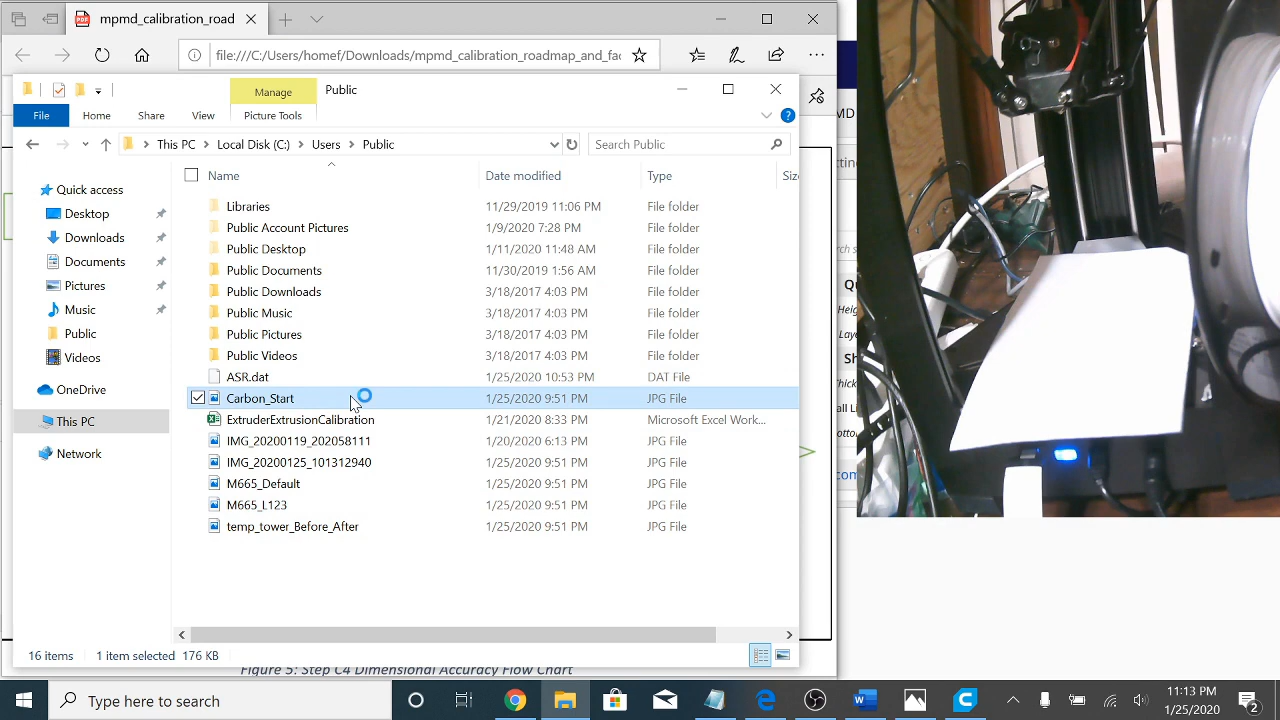 mpmd_calibration_road
file:///C:/Users/homef/Downloads/mpmd_calibration_roadmap_and_fac
Manage
Public
File
Home
Share
View
Picture Tools
This PC
Local Disk (C:)
Users
Public
Search Public
Name
Date modified
Type
Siz
Quick access
Desktop
Downloads
Documents
Pictures
Music
Public
Videos
OneDrive
This PC
Network
Libraries 11/29/2019 11:06 PM File folder
Public Account Pictures 1/9/2020 7:28 PM File folder
Public Desktop 1/11/2020 11:48 AM File folder
Public Documents 11/30/2019 1:56 AM File folder
Public Downloads 3/18/2017 4:03 PM File folder
Public Music 3/18/2017 4:03 PM File folder
Public Pictures 3/18/2017 4:03 PM File folder
Public Videos 3/18/2017 4:03 PM File folder
ASR.dat 1/25/2020 10:53 PM DAT File
Carbon_Start 1/25/2020 9:51 PM JPG File
ExtruderExtrusionCalibration 1/21/2020 8:33 PM Microsoft Excel Work...
IMG_20200119_202058111 1/20/2020 6:13 PM JPG File
IMG_20200125_101312940 1/25/2020 9:51 PM JPG File
M665_Default 1/25/2020 9:51 PM JPG File
M665_L123 1/25/2020 9:51 PM JPG File
temp_tower_Before_After 1/25/2020 9:51 PM JPG File
16 items 1 item selected 176 KB
Figure 5: Step C4 Dimensional Accuracy Flow Chart
MD
Type here to search
11:13 PM
1/25/2020
2